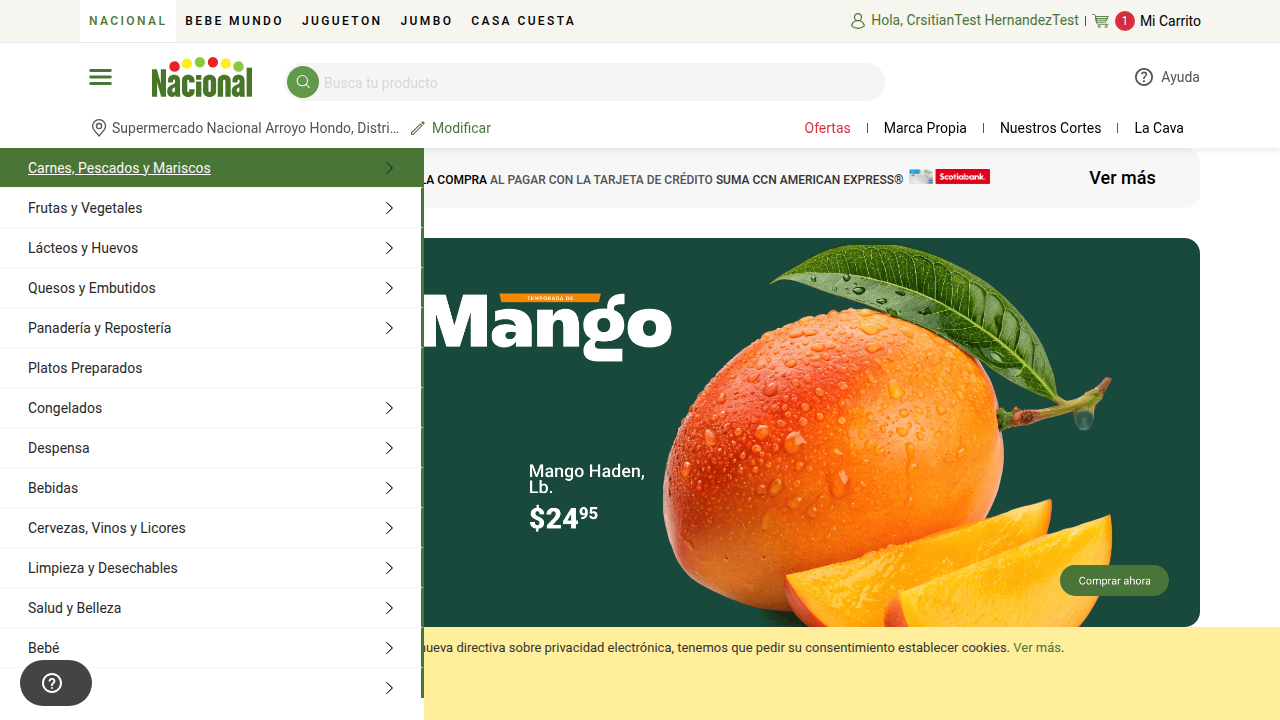 NACIONAL
BEBE MUNDO
JUGUETON
JUMBO
CASA CUESTA
Hola, CrsitianTest HernandezTest
1
Mi Carrito
Nacional
Busca tu producto
Ayuda
Supermercado Nacional Arroyo Hondo, Distri...
Modificar
Ofertas
Marca Propia
Nuestros Cortes
La Cava
Carnes, Pescados y Mariscos
LA COMPRA AL PAGAR CON LA TARJETA DE CRÉDITO SUMA CCN AMERICAN EXPRESS®
Scotiabank.
Ver más
Frutas y Vegetales
Lácteos y Huevos
Quesos y Embutidos
Panadería y Repostería
Platos Preparados
Congelados
Despensa
Bebidas
Cervezas, Vinos y Licores
Limpieza y Desechables
Salud y Belleza
Bebé
TEMPORADA DE
Mango
Mango Haden,
Lb.
$2495
Comprar ahora
nueva directiva sobre privacidad electrónica, tenemos que pedir su consentimiento establecer cookies. Ver más.